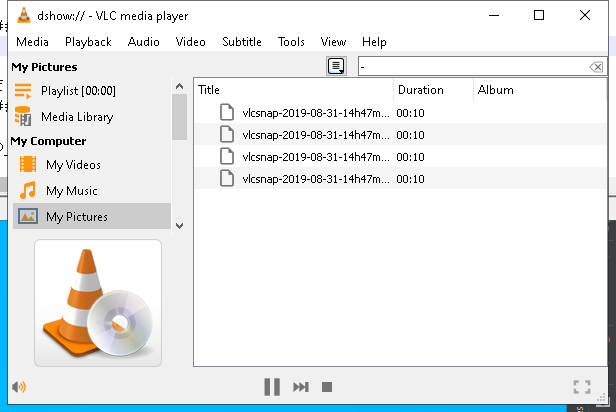 dshow:// - VLC media player
Media Playback Audio Video Subtitle Tools View Help
My Pictures
-
Playlist [00:00]
Media Library
My Computer
My Videos
My Music
My Pictures
Title Duration Album
vlcsnap-2019-08-31-14h47m... 00:10
vlcsnap-2019-08-31-14h47m... 00:10
vlcsnap-2019-08-31-14h47m... 00:10
vlcsnap-2019-08-31-14h47m... 00:10